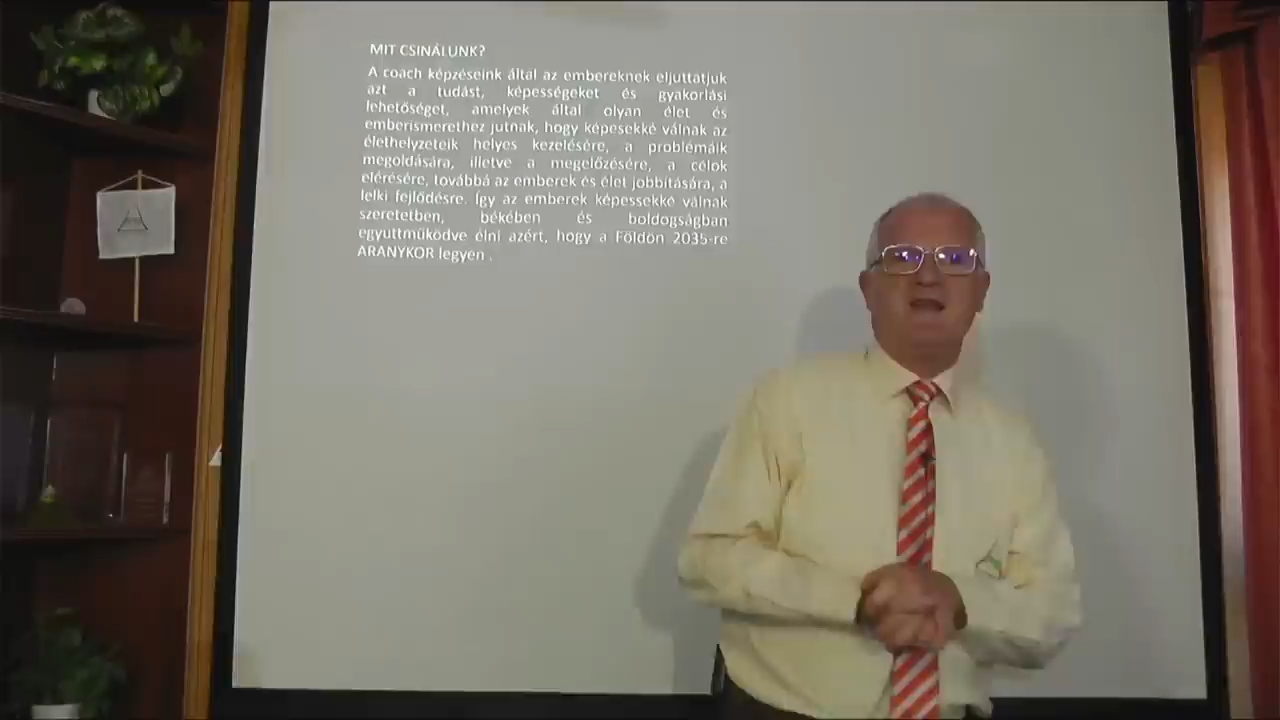 MIT CSINÁLUNK?
A coach képzéseink által az embereknek eljuttatjuk
azt a tudást, képességeket és gyakorlási
lehetőséget, amelyek által olyan élet és
emberismerethez jutnak, hogy képesekké válnak az
élethelyzeteik helyes kezelésére, a problémáik
megoldására, illetve a megelőzésére, a célok
elérésére, továbbá az emberek és élet jobbítására, a
lelki fejlődésre. Így az emberek képessekké válnak
szeretetben, békében és boldogságban
együttműködve élni azért, hogy a Földön 2035-re
ARANYKOR legyen .